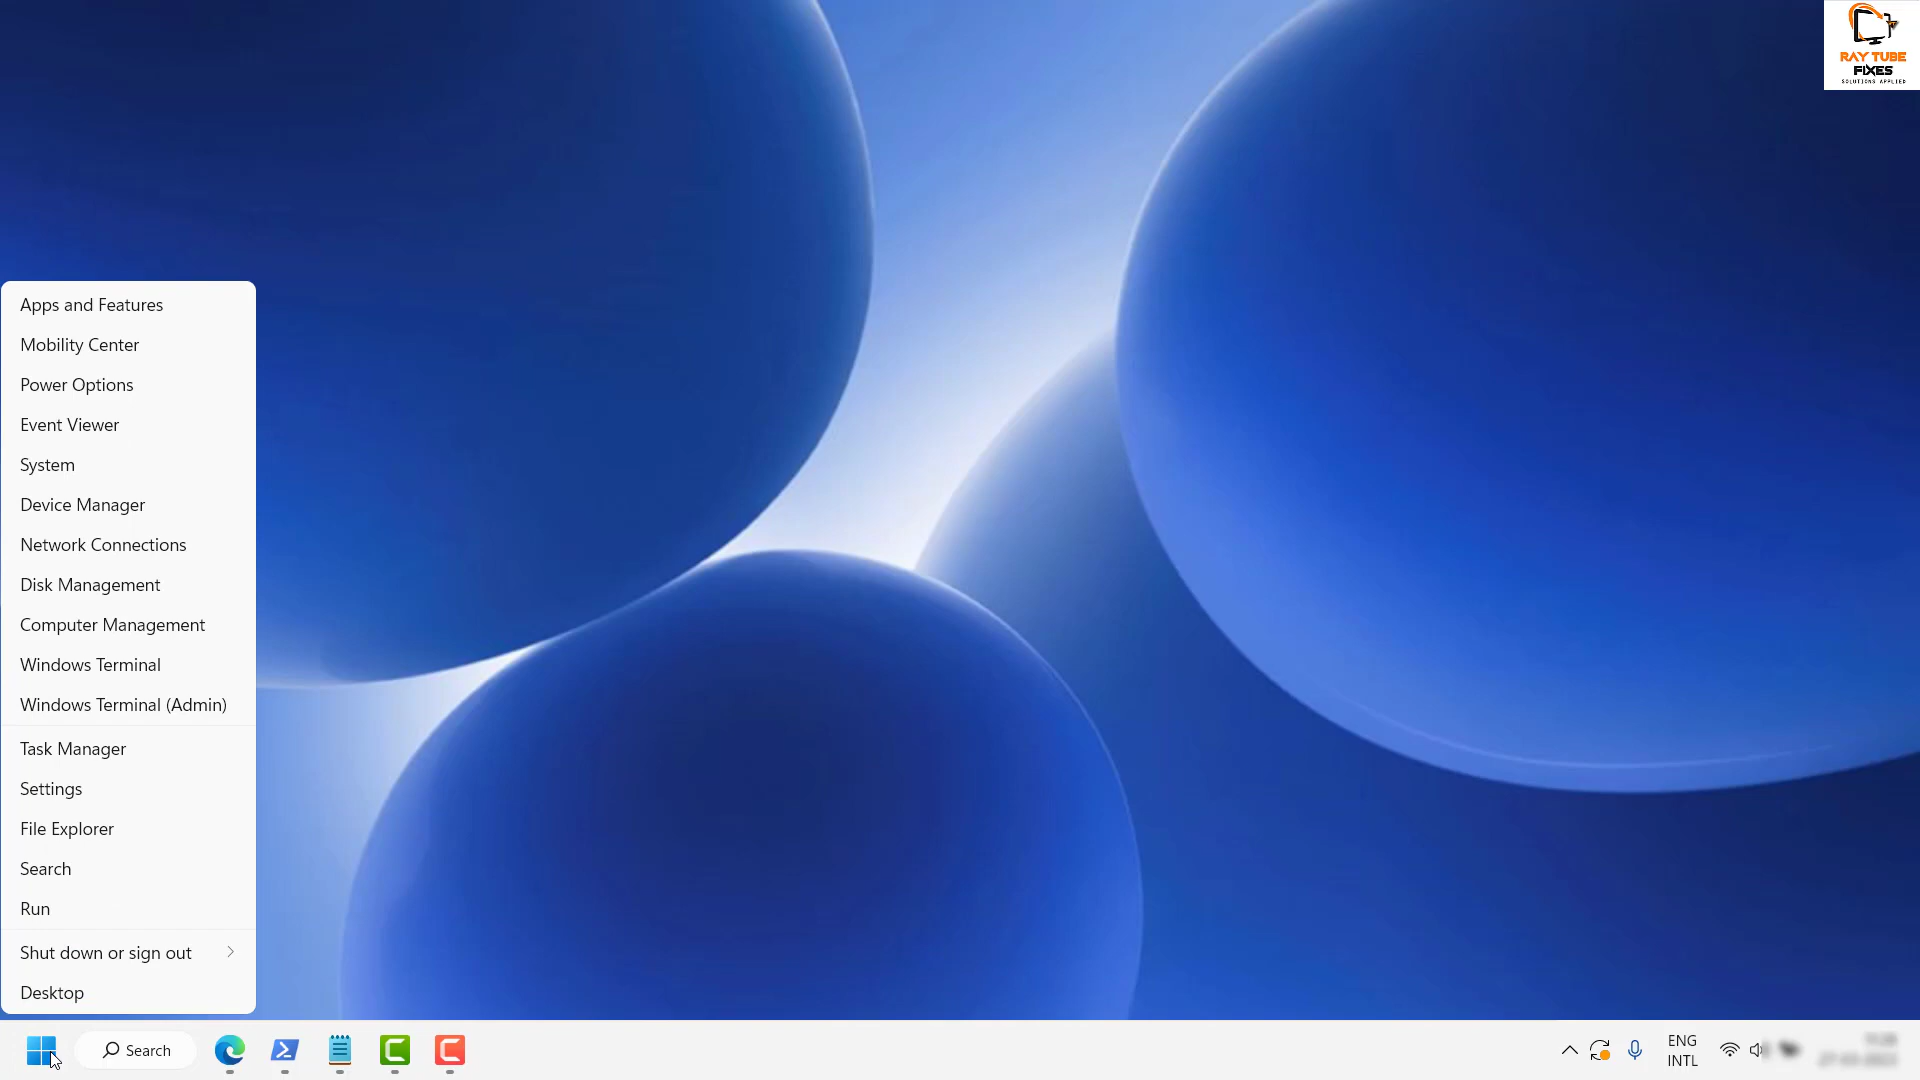 RAY TUBE
FIXES
SOLUTIONS APPLIED
Apps and Features
Mobility Center
Power Options
Event Viewer
System
Device Manager
Network Connections
Disk Management
Computer Management
Windows Terminal
Windows Terminal (Admin)
Task Manager
Settings
File Explorer
Search
Run
Shut down or sign out
Desktop
Search
ENG
INTL